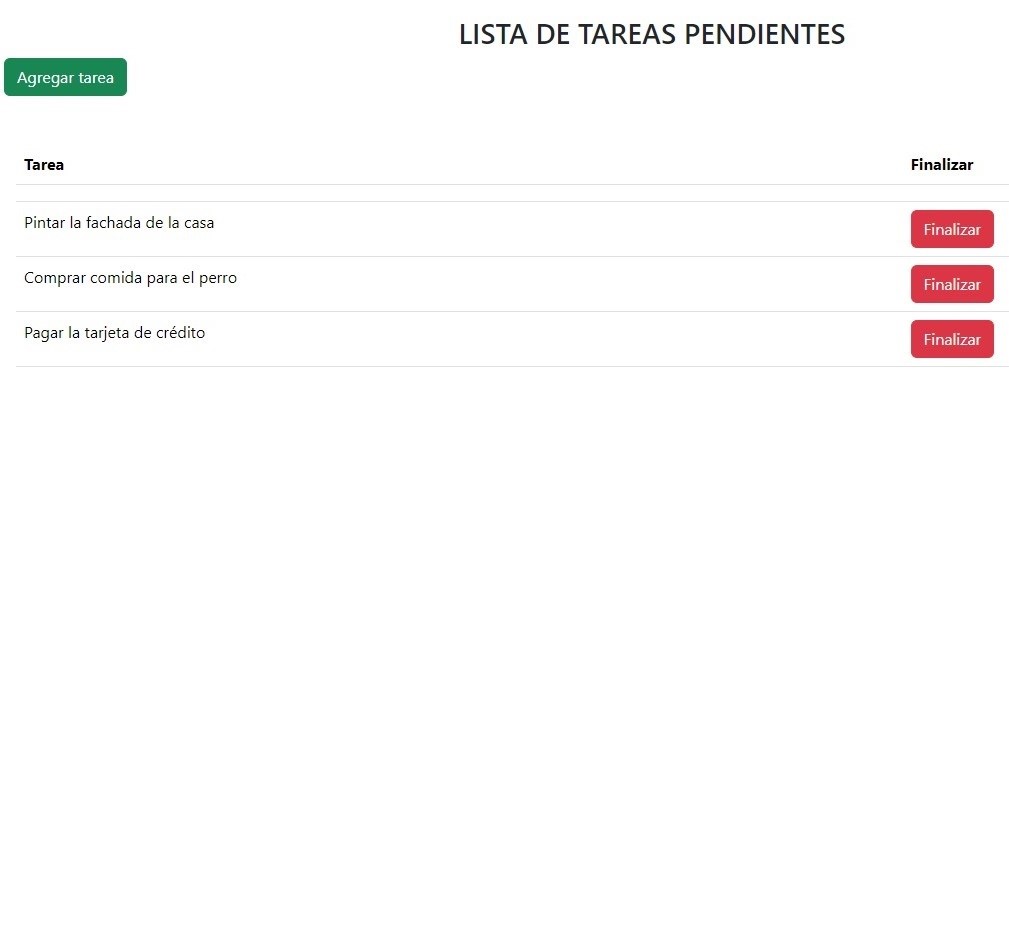 LISTA DE TAREAS PENDIENTES
Agregar tarea
Tarea Finalizar
Pintar la fachada de la casa Finalizar
Comprar comida para el perro Finalizar
Pagar la tarjeta de crédito Finalizar